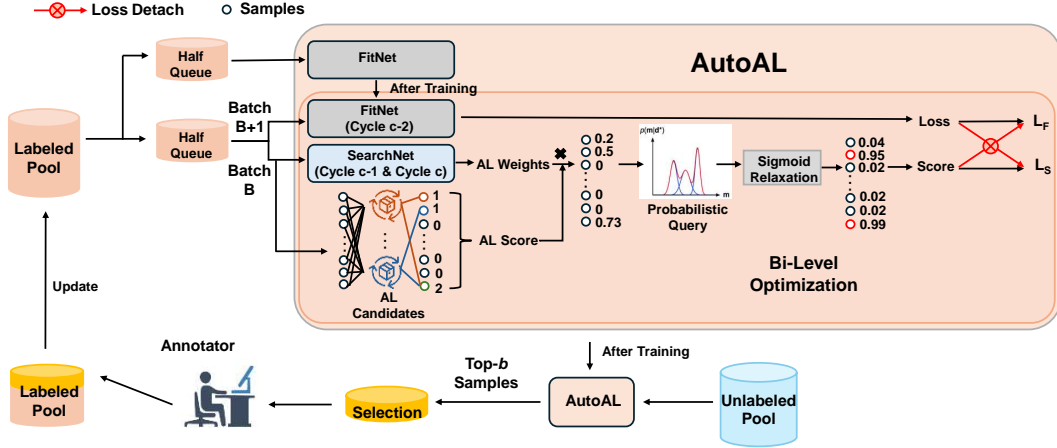 Loss Detach
Samples
AutoAL
Half
Queue
FitNet
After Training
Labeled
Pool
Half
Queue
Batch
B+1
Batch
B
FitNet
(Cycle c-2)
SearchNet
(Cycle c-1 & Cycle c)
AL Weights
1
1
0
0
0
2
AL
Candidates
AL Score
0.2
0.5
0
0
0
0.73
p(m|d*)
m
Probabilistic
Query
Sigmoid
Relaxation
0.04
0.95
0.02
0.02
0.02
0.99
Loss
Score
L_F
L_S
Bi-Level
Optimization
Update
After Training
Labeled
Pool
Annotator
Selection
Top-b
Samples
AutoAL
Unlabeled
Pool